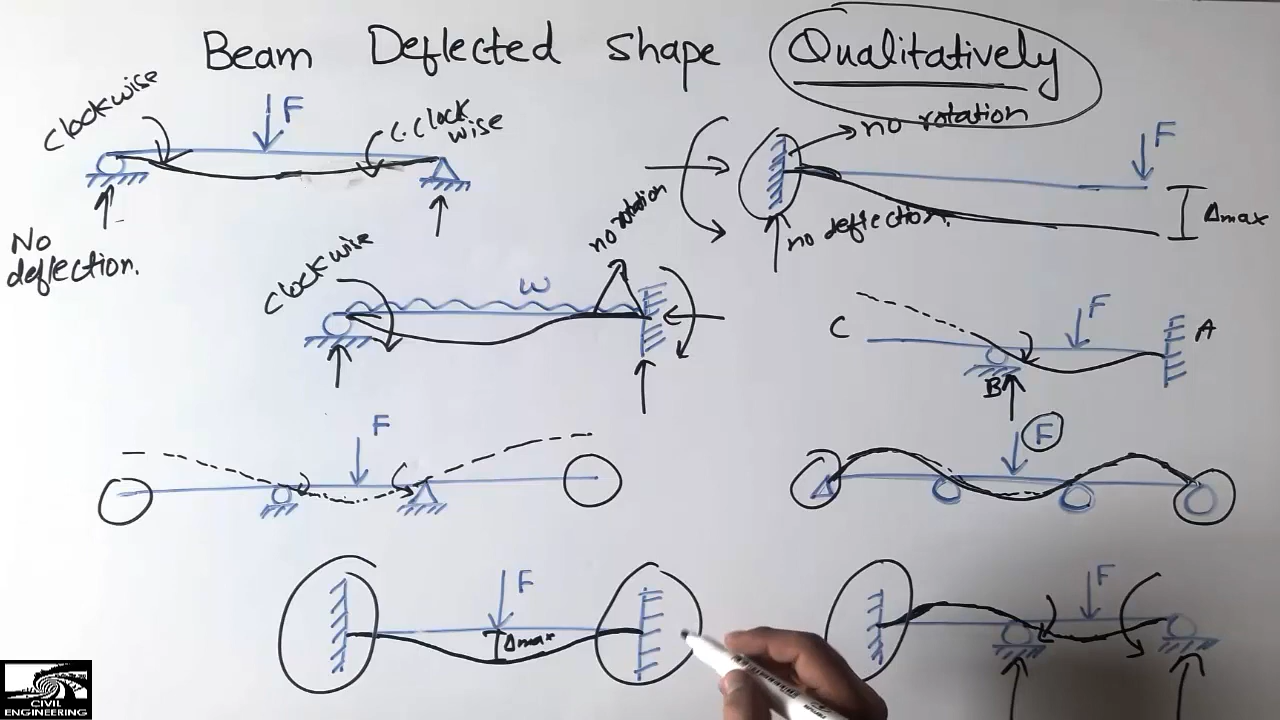 Beam Deflected Shape Qualitatively
Clockwise
F
C.Clock
wise
No
deflection.
no rotation
F
no deflection.
Δmax
Clockwise
w
no rotation
C
F
A
B
F
F
F
Δmax
F
CIVIL
ENGINEERING